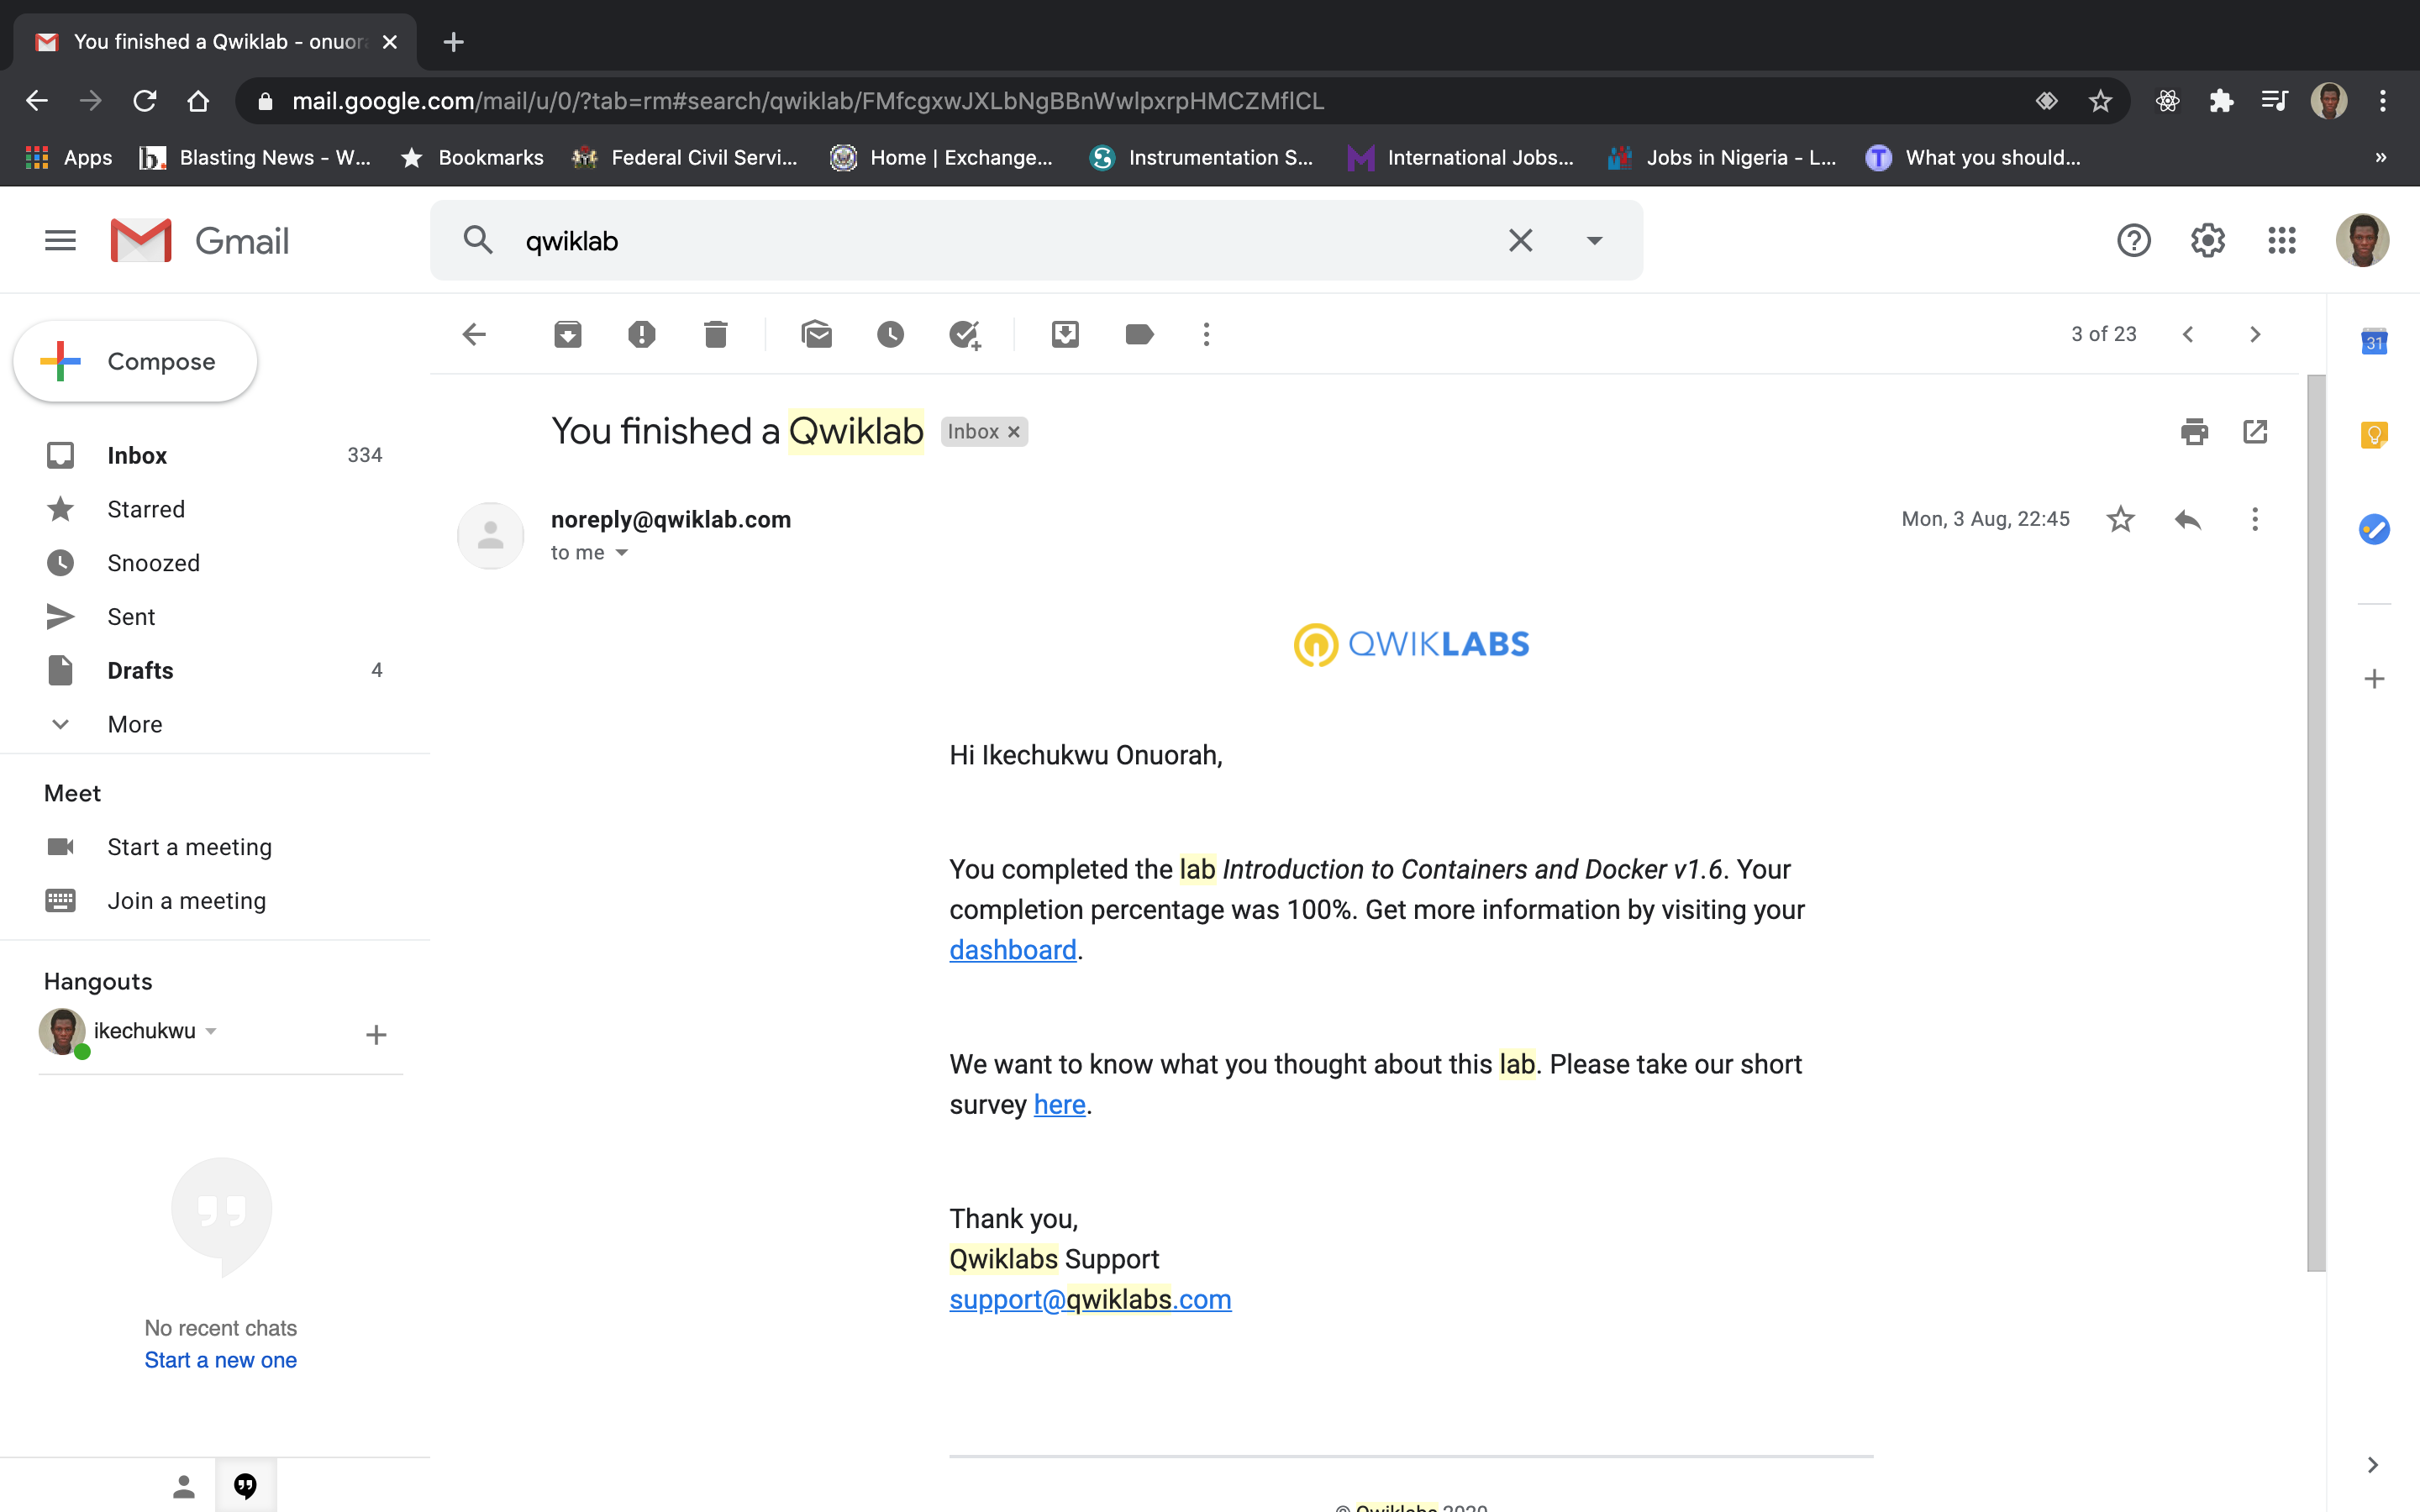 You finished a Qwiklab - onuor
mail.google.com/mail/u/0/?tab=rm#search/qwiklab/FMfcgxwJXLbNgBBnWwlpxrpHMCZMflCL
Apps
Blasting News - W...
Bookmarks
Federal Civil Servi...
Home | Exchange...
Instrumentation S...
International Jobs...
Jobs in Nigeria - L...
What you should...
»
Gmail
qwiklab
Compose
3 of 23
31
Inbox 334
Starred
Snoozed
Sent
Drafts 4
More
Meet
Start a meeting
Join a meeting
Hangouts
ikechukwu
No recent chats
Start a new one
You finished a Qwiklab
Inbox
noreply@qwiklab.com
to me
Mon, 3 Aug, 22:45
QWIKLABS
Hi Ikechukwu Onuorah,
You completed the lab Introduction to Containers and Docker v1.6. Your
completion percentage was 100%. Get more information by visiting your
dashboard.
We want to know what you thought about this lab. Please take our short
survey here.
Thank you,
Qwiklabs Support
support@qwiklabs.com
© Qwiklabs 2020